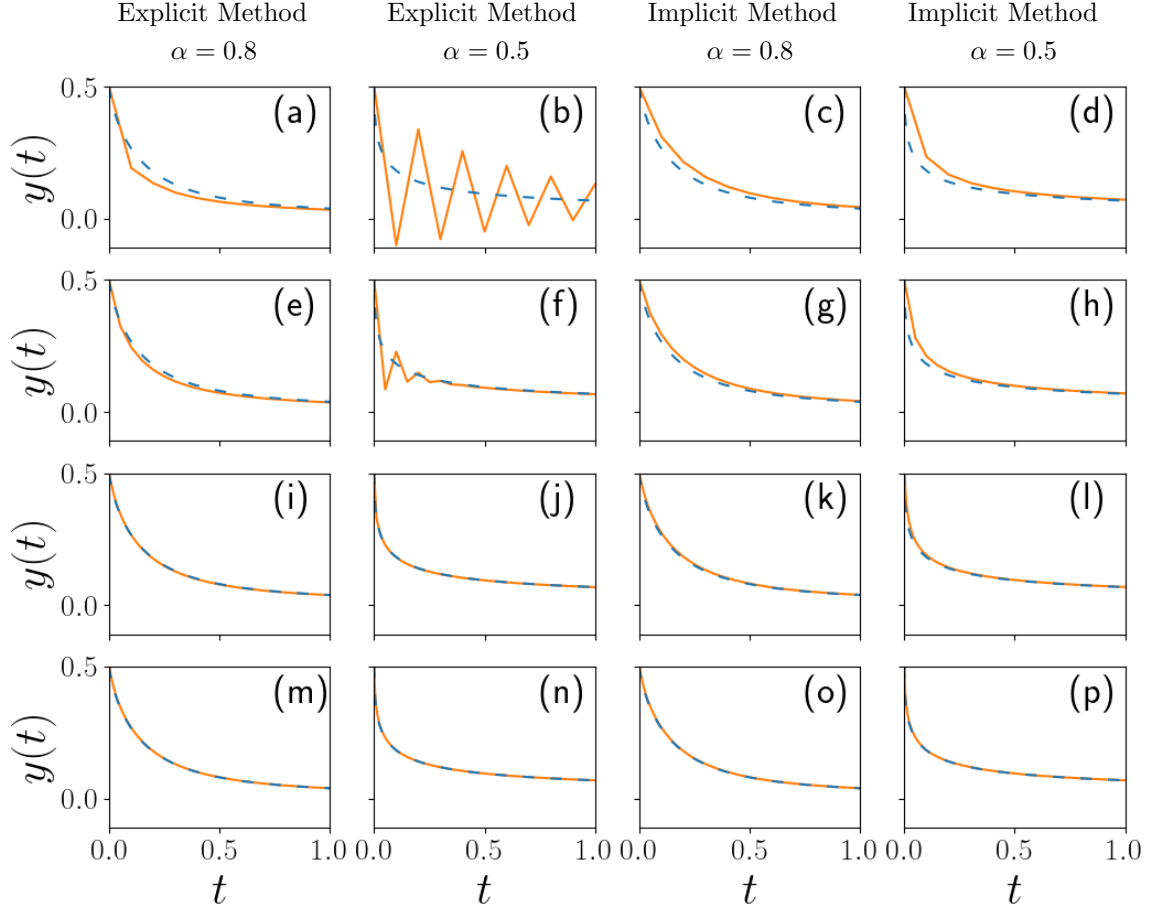 Explicit Method Explicit Method Implicit Method Implicit Method
α = 0.8 α = 0.5 α = 0.8 α = 0.5
0.5 (a) (b) (c) (d)
y(t)
0.0
0.5 (e) (f) (g) (h)
y(t)
0.0
0.5 (i) (j) (k) (l)
y(t)
0.0
0.5 (m) (n) (o) (p)
y(t)
0.0
0.0 0.5 1.0 0.0 0.5 1.0 0.0 0.5 1.0 0.0 0.5 1.0
t t t t